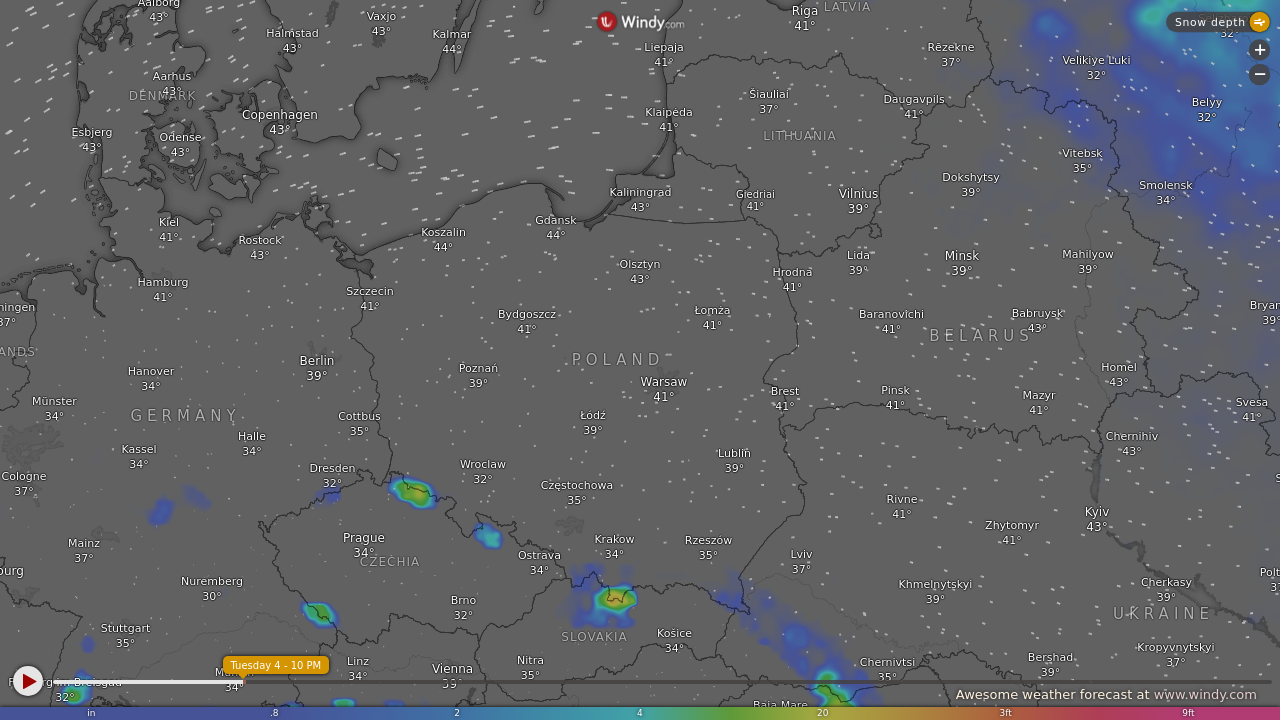 Aalborg
43°
Vaxjo
43°
Halmstad
43°
Kalmar
44°
Windy.com
Riga
41°
LATVIA
Snow depth
32°
Liepaja
41°
Rēzekne
37°
Velikiye Luki
32°
Aarhus
43°
DENMARK
Šiauliai
37°
Daugavpils
41°
Belyy
32°
Copenhagen
43°
Klaipėda
41°
Esbjerg
43°
Odense
43°
LITHUANIA
Vitebsk
35°
Dokshytsy
39°
Smolensk
34°
Kaliningrad
43°
Giedriai
41°
Vilnius
39°
Kiel
41°
Rostock
43°
Koszalin
44°
Gdansk
44°
Olsztyn
43°
Hrodna
41°
Lida
39°
Minsk
39°
Mahilyow
39°
Hamburg
41°
Szczecin
41°
ningen
37°
Bydgoszcz
41°
Łomża
41°
Baranovichi
41°
Babruysk
43°
Bryan
39°
BELARUS
ANDS
Berlin
39°
POLAND
Hanover
34°
Poznań
39°
Warsaw
41°
Brest
41°
Pinsk
41°
Homel
43°
Mazyr
41°
Münster
34°
GERMANY
Cottbus
35°
Łódź
39°
Svesa
41°
Halle
34°
Chernihiv
43°
Kassel
34°
Lublin
39°
Cologne
37°
Dresden
32°
Wroclaw
32°
Częstochowa
35°
Rivne
41°
Kyiv
43°
Zhytomyr
41°
Prague
34°
CZECHIA
Mainz
37°
Ostrava
34°
Krakow
34°
Rzeszow
35°
Lviv
37°
burg
Nuremberg
30°
Khmelnytskyi
39°
Cherkasy
39°
Polt
Brno
32°
UKRAINE
Stuttgart
35°
SLOVAKIA
Košice
34°
Kropyvnytskyi
37°
Tuesday 4 - 10 PM
Linz
34°
Vienna
39°
Nitra
35°
Chernivtsi
35°
Bershad
39°
34°
32°
Awesome weather forecast at www.windy.com
Baia Mare
in .8 2 4 20 3ft 9ft